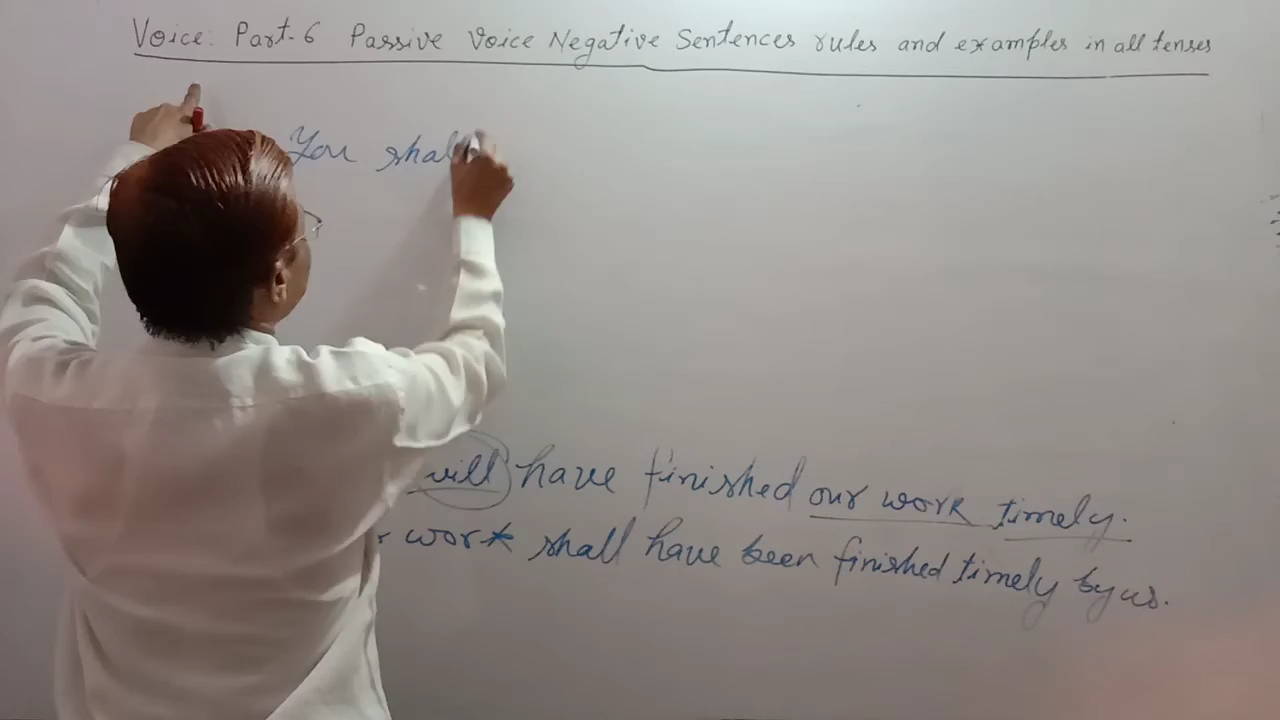 Voice: Part-6 Passive Voice Negative Sentences rules and examples in all tenses
You shall
will have finished our work timely.
work shall have been finished timely by us.